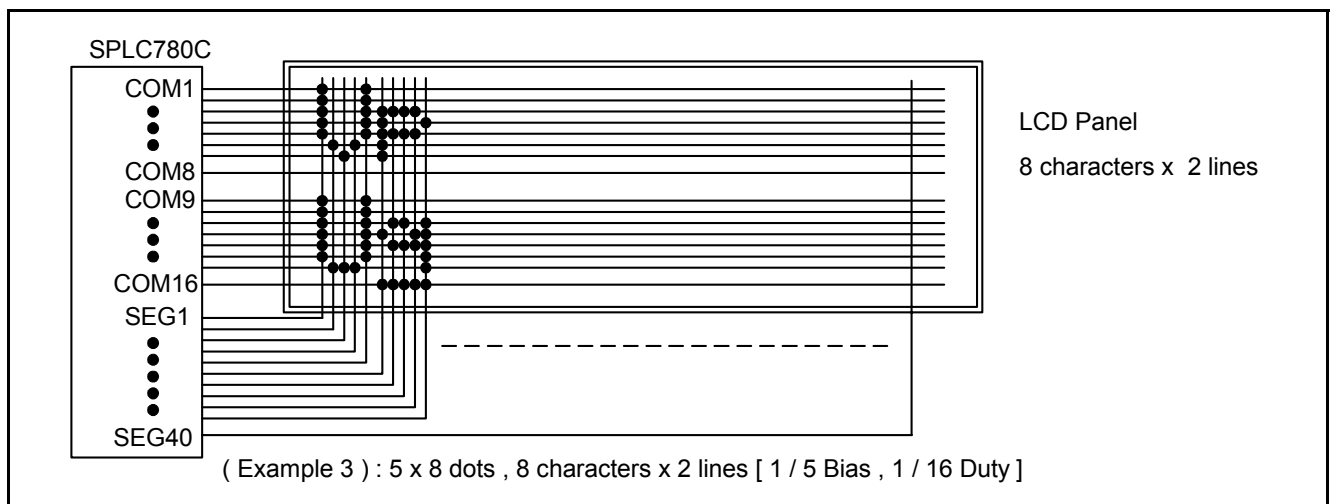 SPLC780C
COM1
COM8
COM9
COM16
SEG1
SEG40
LCD Panel
8 characters x 2 lines
( Example 3 ) : 5 x 8 dots , 8 characters x 2 lines [ 1 / 5 Bias , 1 / 16 Duty ]